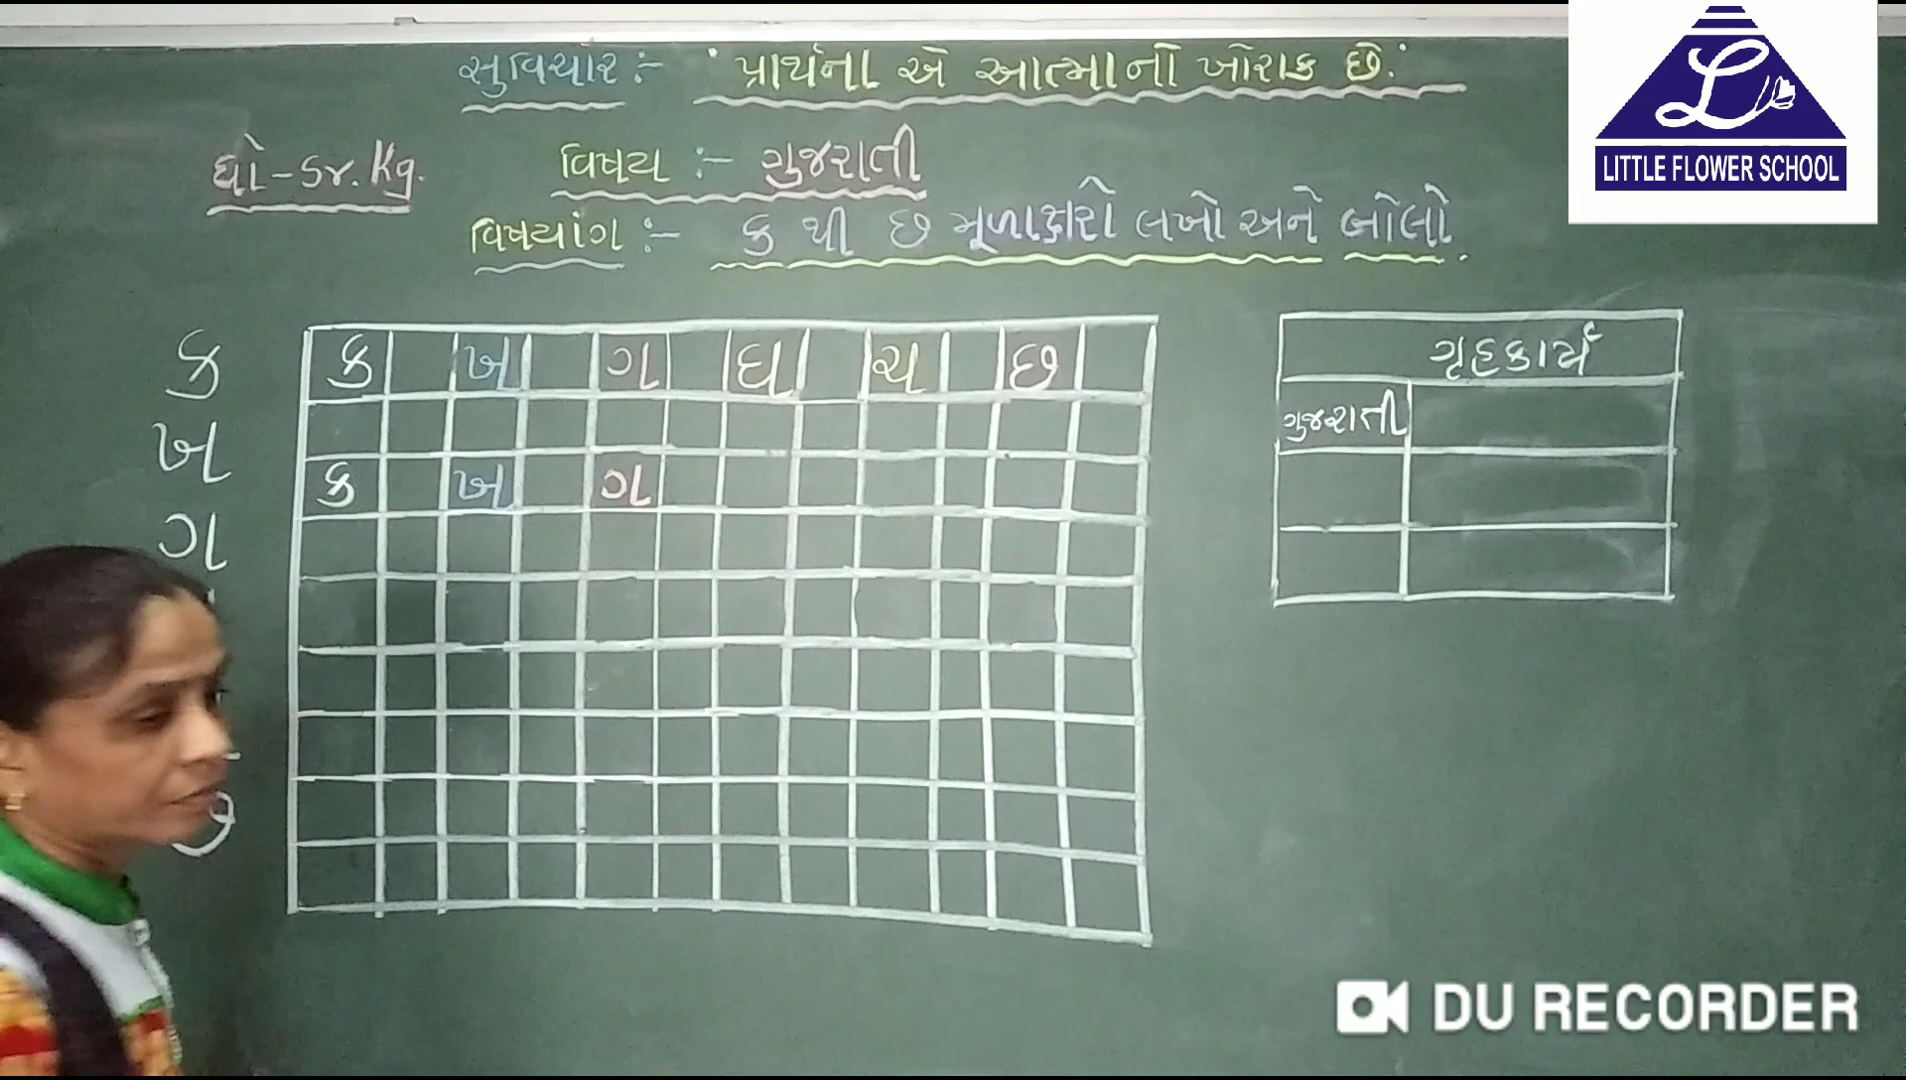 સુવિચાર :- "પ્રાર્થના એ આત્માનો ખોરાક છે."
LITTLE FLOWER SCHOOL
ધો-Sr. Kg.
વિષય :- ગુજરાતી
વિષયાંગ :- ક થી છ મૂળાક્ષરો લખો અને બોલો.
ક
ખ
ગ
ક ખ ગ ઘ ચ છ
ક ખ ગ
ગૃહકાર્ય
ગુજરાતી
DU RECORDER